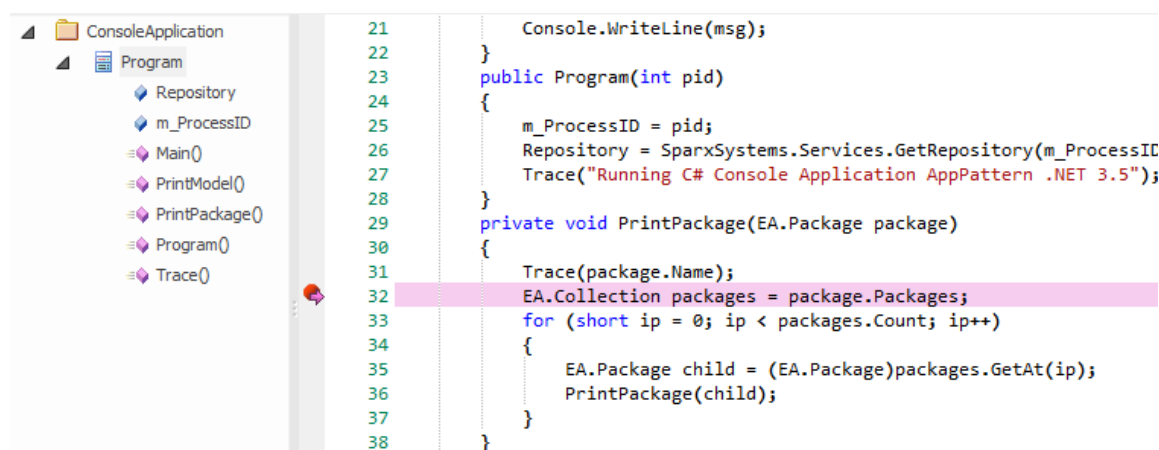 ConsoleApplication
Program
Repository
m_ProcessID
Main()
PrintModel()
PrintPackage()
Program()
Trace()
21 Console.WriteLine(msg);
22 }
23 public Program(int pid)
24 {
25 m_ProcessID = pid;
26 Repository = SparxSystems.Services.GetRepository(m_ProcessID
27 Trace("Running C# Console Application AppPattern .NET 3.5");
28 }
29 private void PrintPackage(EA.Package package)
30 {
31 Trace(package.Name);
32 EA.Collection packages = package.Packages;
33 for (short ip = 0; ip < packages.Count; ip++)
34 {
35 EA.Package child = (EA.Package)packages.GetAt(ip);
36 PrintPackage(child);
37 }
38 }